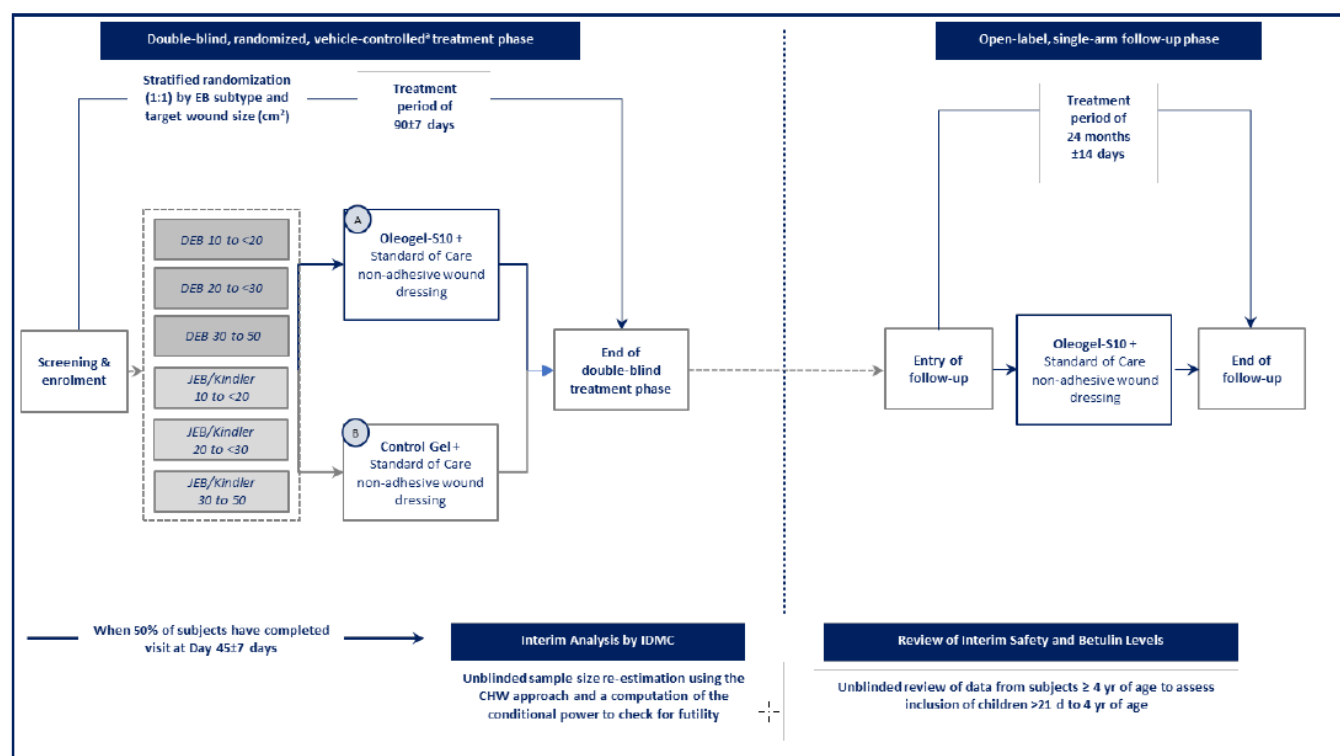 Double-blind, randomized, vehicle-controlledª treatment phase
Stratified randomization
(1:1) by EB subtype and
target wound size (cm²)
Treatment
period of
90±7 days
DEB 10 to <20
DEB 20 to <30
DEB 30 to 50
JEB/Kindler
10 to <20
JEB/Kindler
20 to <30
JEB/Kindler
30 to 50
Screening &
enrolment
A
Oleogel-S10 +
Standard of Care
non-adhesive wound
dressing
B
Control Gel +
Standard of Care
non-adhesive wound
dressing
End of
double-blind
treatment phase
Open-label, single-arm follow-up phase
Treatment
period of
24 months
±14 days
Entry of
follow-up
Oleogel-S10 +
Standard of Care
non-adhesive wound
dressing
End of
follow-up
When 50% of subjects have completed
visit at Day 45±7 days
Interim Analysis by IDMC
Unblinded sample size re-estimation using the
CHW approach and a computation of the
conditional power to check for futility
Review of Interim Safety and Betulin Levels
Unblinded review of data from subjects ≥ 4 yr of age to assess
inclusion of children >21 d to 4 yr of age